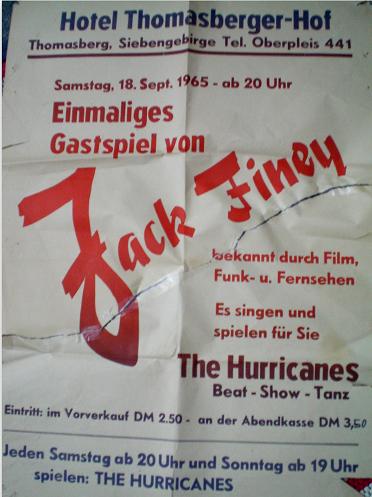 Hotel Thomasberger-Hof
Thomasberg, Siebengebirge Tel. Oberpleis 441
Samstag, 18. Sept. 1965 - ab 20 Uhr
Einmaliges
Gastspiel von
Jack Finey
bekannt durch Film,
Funk- u. Fernsehen
Es singen und
spielen für Sie
The Hurricanes
Beat - Show - Tanz
Eintritt: im Vorverkauf DM 2.50 - an der Abendkasse DM 3,50
Jeden Samstag ab 20 Uhr und Sonntag ab 19 Uhr
spielen: THE HURRICANES